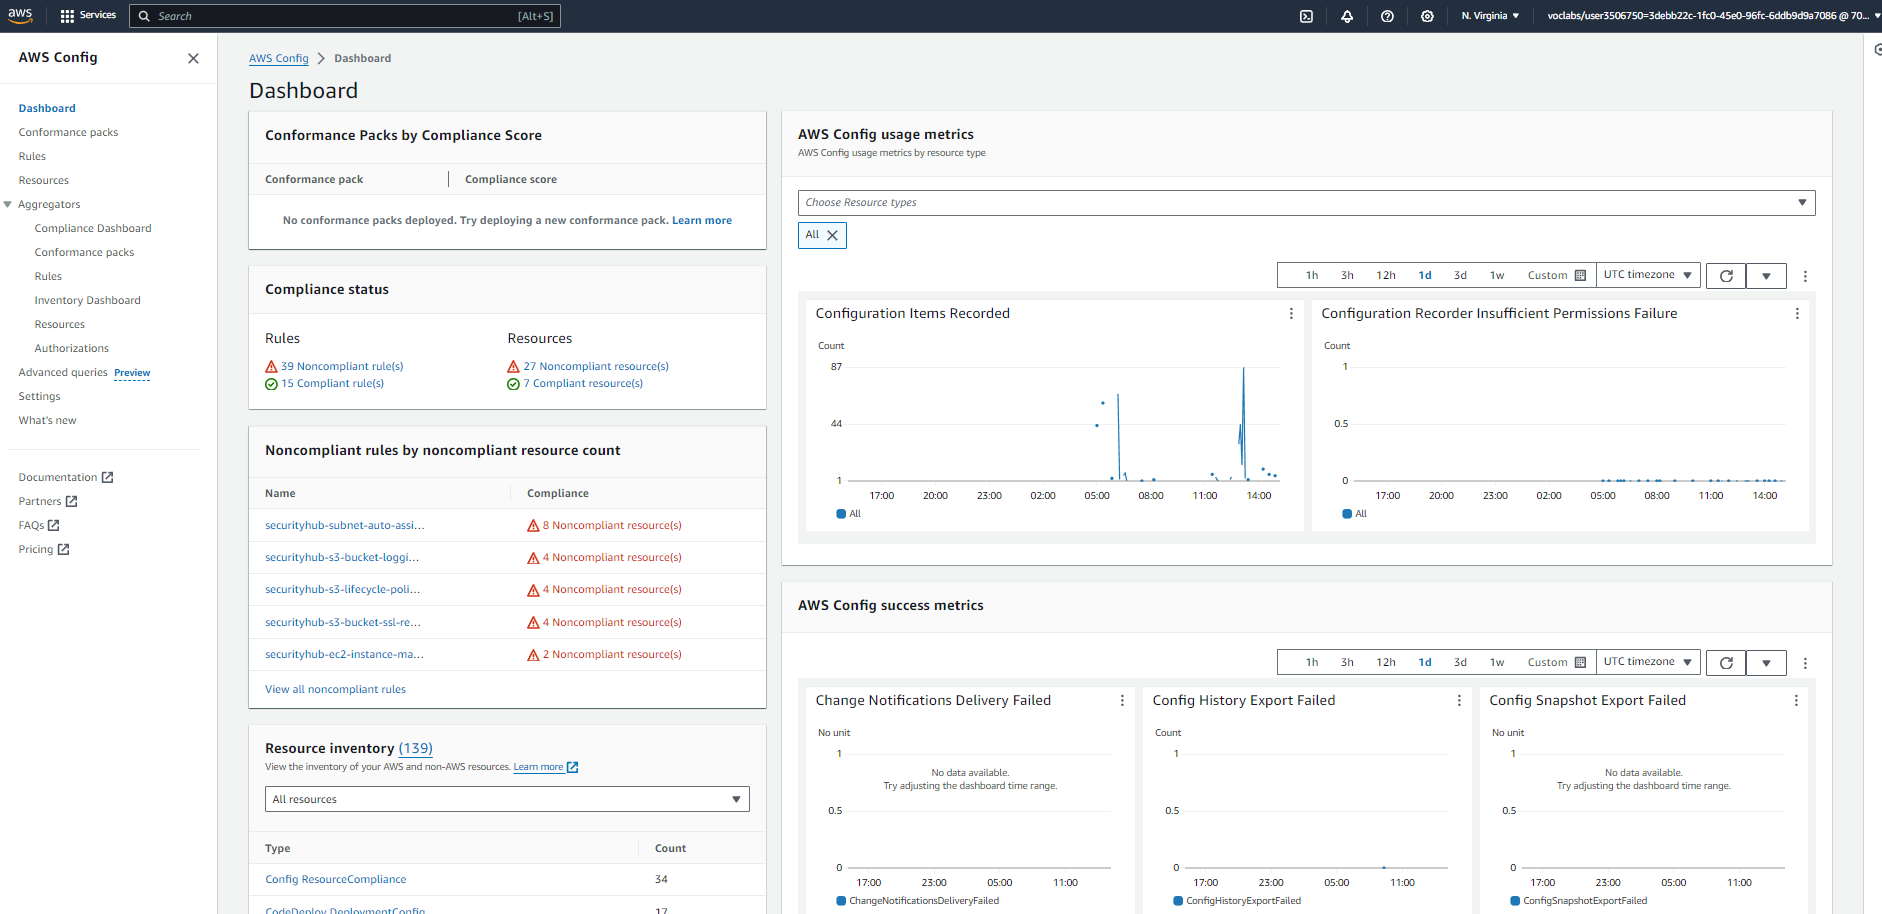 aws
Services
Search
[Alt+S]
N. Virginia
voclabs/user3506750=3debb22c-1fc0-45e0-96fc-6ddb9d9a7086 @ 70...
AWS Config
Dashboard
Conformance packs
Rules
Resources
Aggregators
Compliance Dashboard
Conformance packs
Rules
Inventory Dashboard
Resources
Authorizations
Advanced queries Preview
Settings
What's new
Documentation
Partners
FAQs
Pricing
AWS Config
Dashboard
Dashboard
Conformance Packs by Compliance Score
Conformance pack
Compliance score
No conformance packs deployed. Try deploying a new conformance pack. Learn more
Compliance status
Rules
39 Noncompliant rule(s)
15 Compliant rule(s)
Resources
27 Noncompliant resource(s)
7 Compliant resource(s)
Noncompliant rules by noncompliant resource count
Name
Compliance
securityhub-subnet-auto-assi...
8 Noncompliant resource(s)
securityhub-s3-bucket-loggi...
4 Noncompliant resource(s)
securityhub-s3-lifecycle-poli...
4 Noncompliant resource(s)
securityhub-s3-bucket-ssl-re...
4 Noncompliant resource(s)
securityhub-ec2-instance-ma...
2 Noncompliant resource(s)
View all noncompliant rules
Resource inventory (139)
View the inventory of your AWS and non-AWS resources. Learn more
All resources
Type
Count
Config ResourceCompliance
34
CodeDeploy DeploymentConfig
17
AWS Config usage metrics
AWS Config usage metrics by resource type
Choose Resource types
All
1h 3h 12h 1d 3d 1w Custom
UTC timezone
Configuration Items Recorded
Count
87
44
1
17:00 20:00 23:00 02:00 05:00 08:00 11:00 14:00
All
Configuration Recorder Insufficient Permissions Failure
Count
1
0.5
0
17:00 20:00 23:00 02:00 05:00 08:00 11:00 14:00
All
AWS Config success metrics
1h 3h 12h 1d 3d 1w Custom
UTC timezone
Change Notifications Delivery Failed
No unit
1
No data available.
Try adjusting the dashboard time range.
0.5
0
17:00 23:00 05:00 11:00
ChangeNotificationsDeliveryFailed
Config History Export Failed
Count
1
0.5
0
17:00 23:00 05:00 11:00
ConfigHistoryExportFailed
Config Snapshot Export Failed
No unit
1
No data available.
Try adjusting the dashboard time range.
0.5
0
17:00 23:00 05:00 11:00
ConfigSnapshotExportFailed